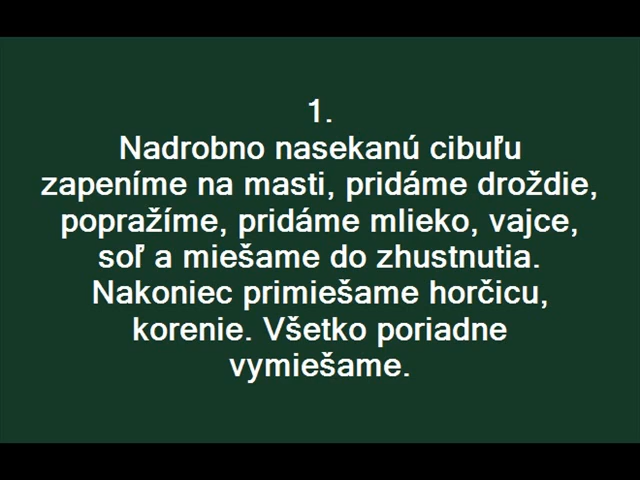 1.
Nadrobno nasekanú cibuľu
zapeníme na masti, pridáme droždie,
popražíme, pridáme mlieko, vajce,
soľ a miešame do zhustnutia.
Nakoniec primiešame horčicu,
korenie. Všetko poriadne
vymiešame.